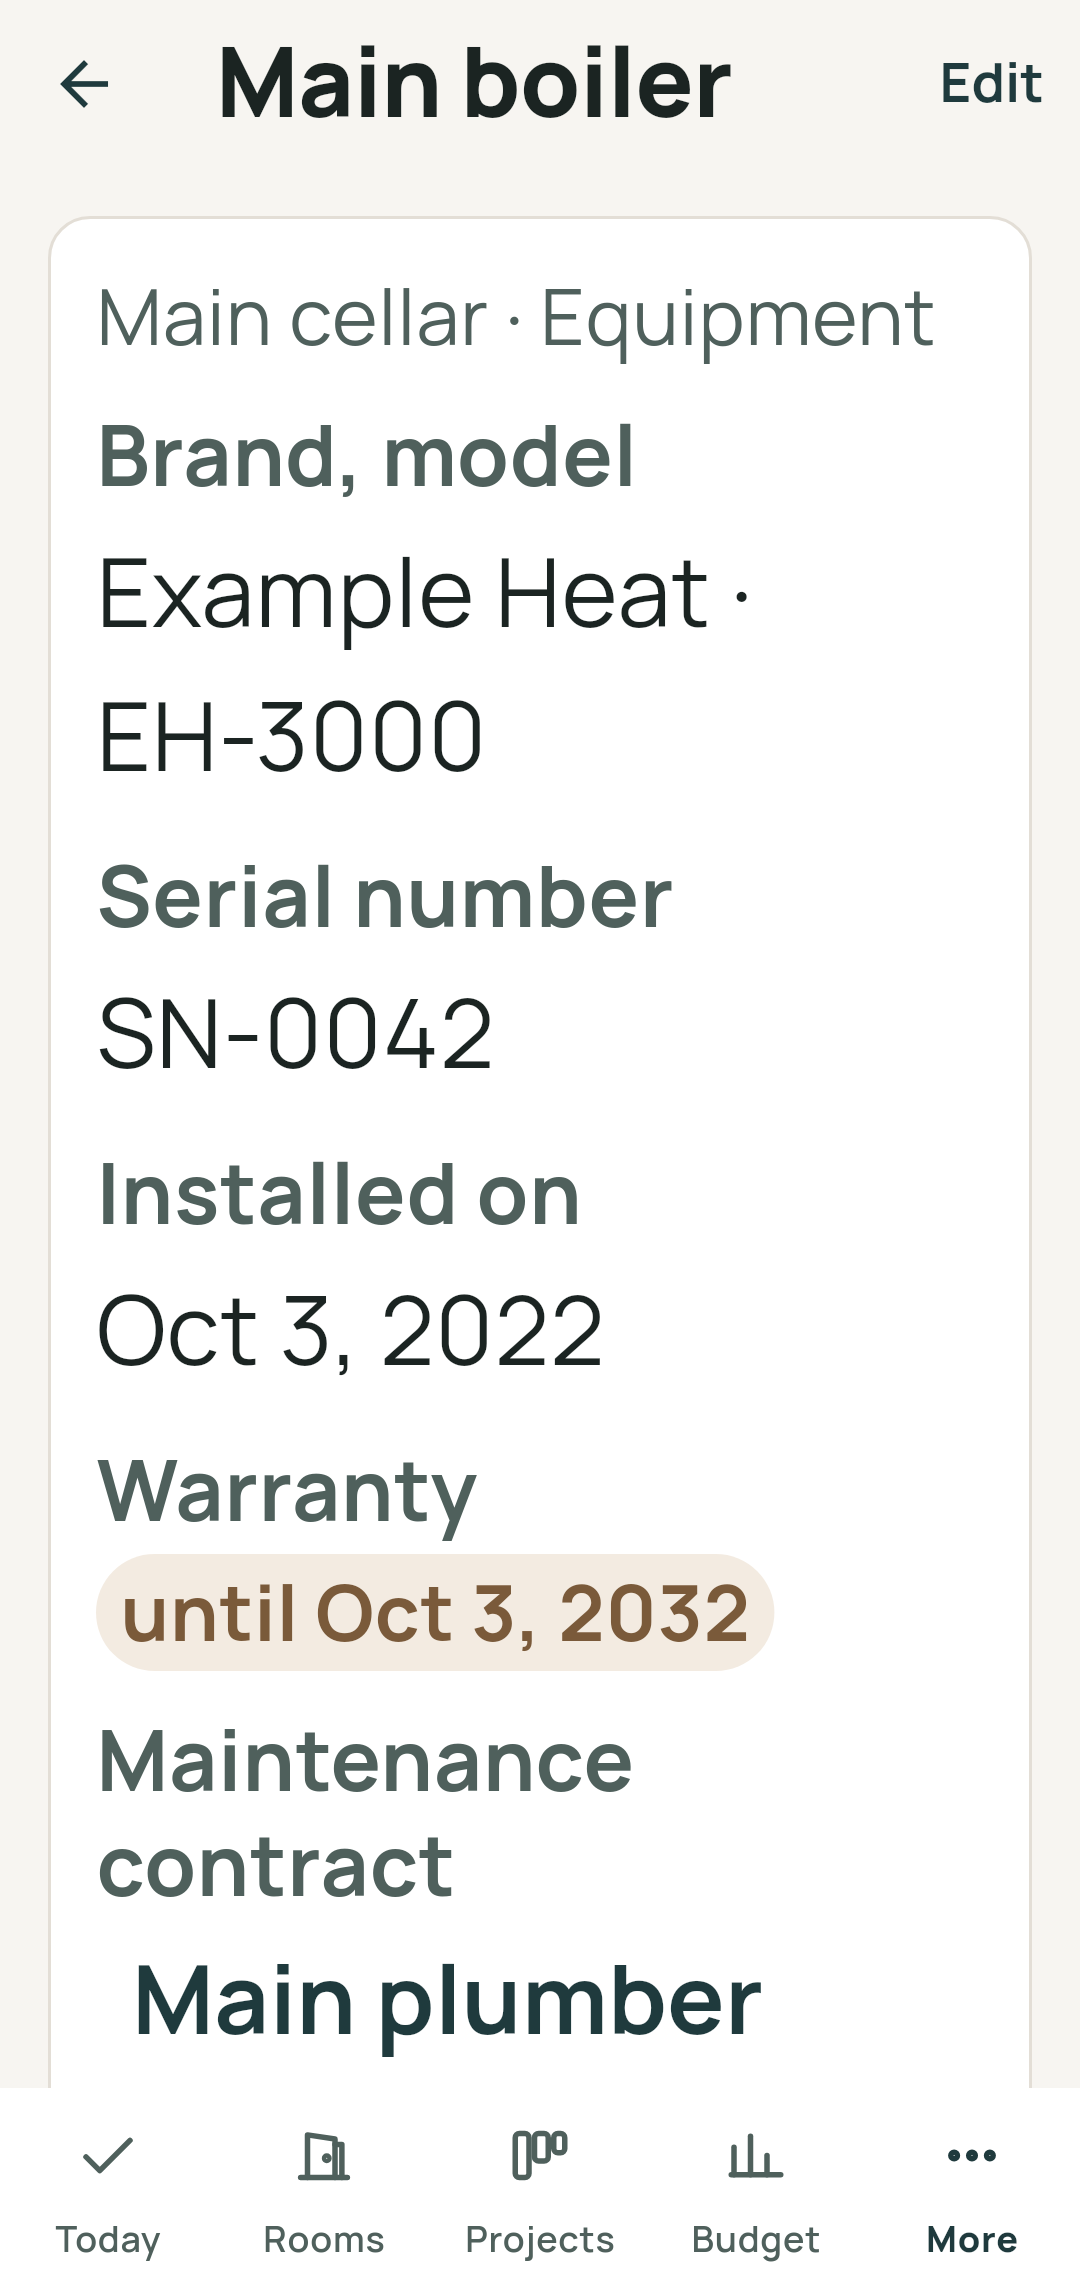 Main boiler
Edit
Main cellar · Equipment
Brand, model
Example Heat ·
EH-3000
Serial number
SN-0042
Installed on
Oct 3, 2022
Warranty
until Oct 3, 2032
Maintenance
contract
Main plumber
Today
Rooms
Projects
Budget
More